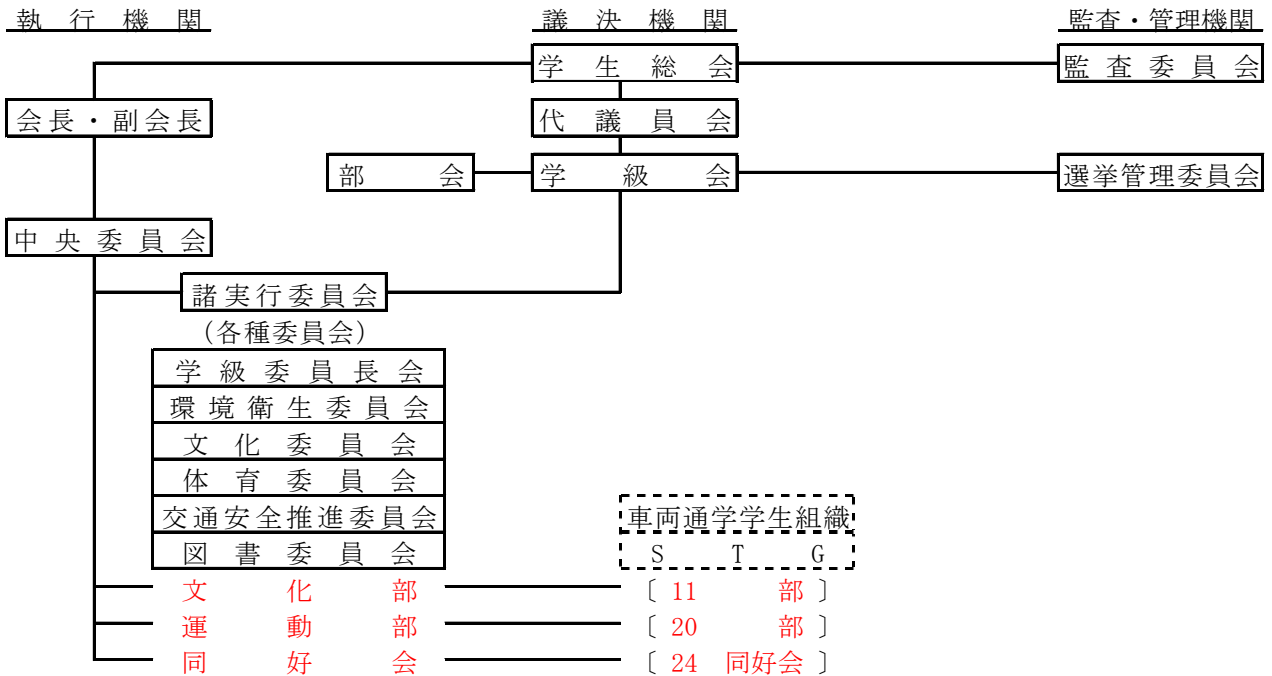 執行機関 議決機関 監査・管理機関
学生総会 監査委員会
会長・副会長 代議員会
部会 学級会 選挙管理委員会
中央委員会
諸実行委員会
(各種委員会)
学級委員長会
環境衛生委員会
文化委員会
体育委員会
交通安全推進委員会 車両通学学生組織
図書委員会 STG
文化部 〔 11 部 〕
運動部 〔 20 部 〕
同好会 〔 24 同好会 〕